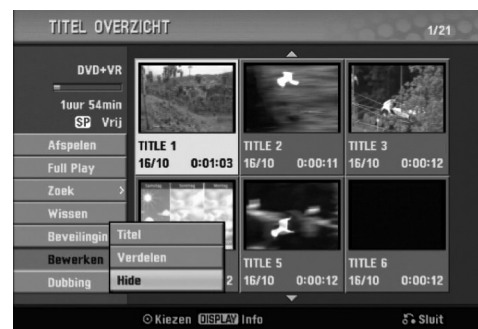 TITEL OVERZICHT
1/21
DVD+VR
1uur 54min
SP Vrij
Afspelen
Full Play
Zoek >
Wissen
Beveilingin
Bewerken
Dubbing
Titel
Verdelen
Hide
TITLE 1
16/10 0:01:03
TITLE 2
16/10 0:00:11
TITLE 3
16/10 0:00:12
2
TITLE 5
16/10 0:00:12
TITLE 6
16/10 0:00:12
Kiezen DISPLAY Info
Sluit